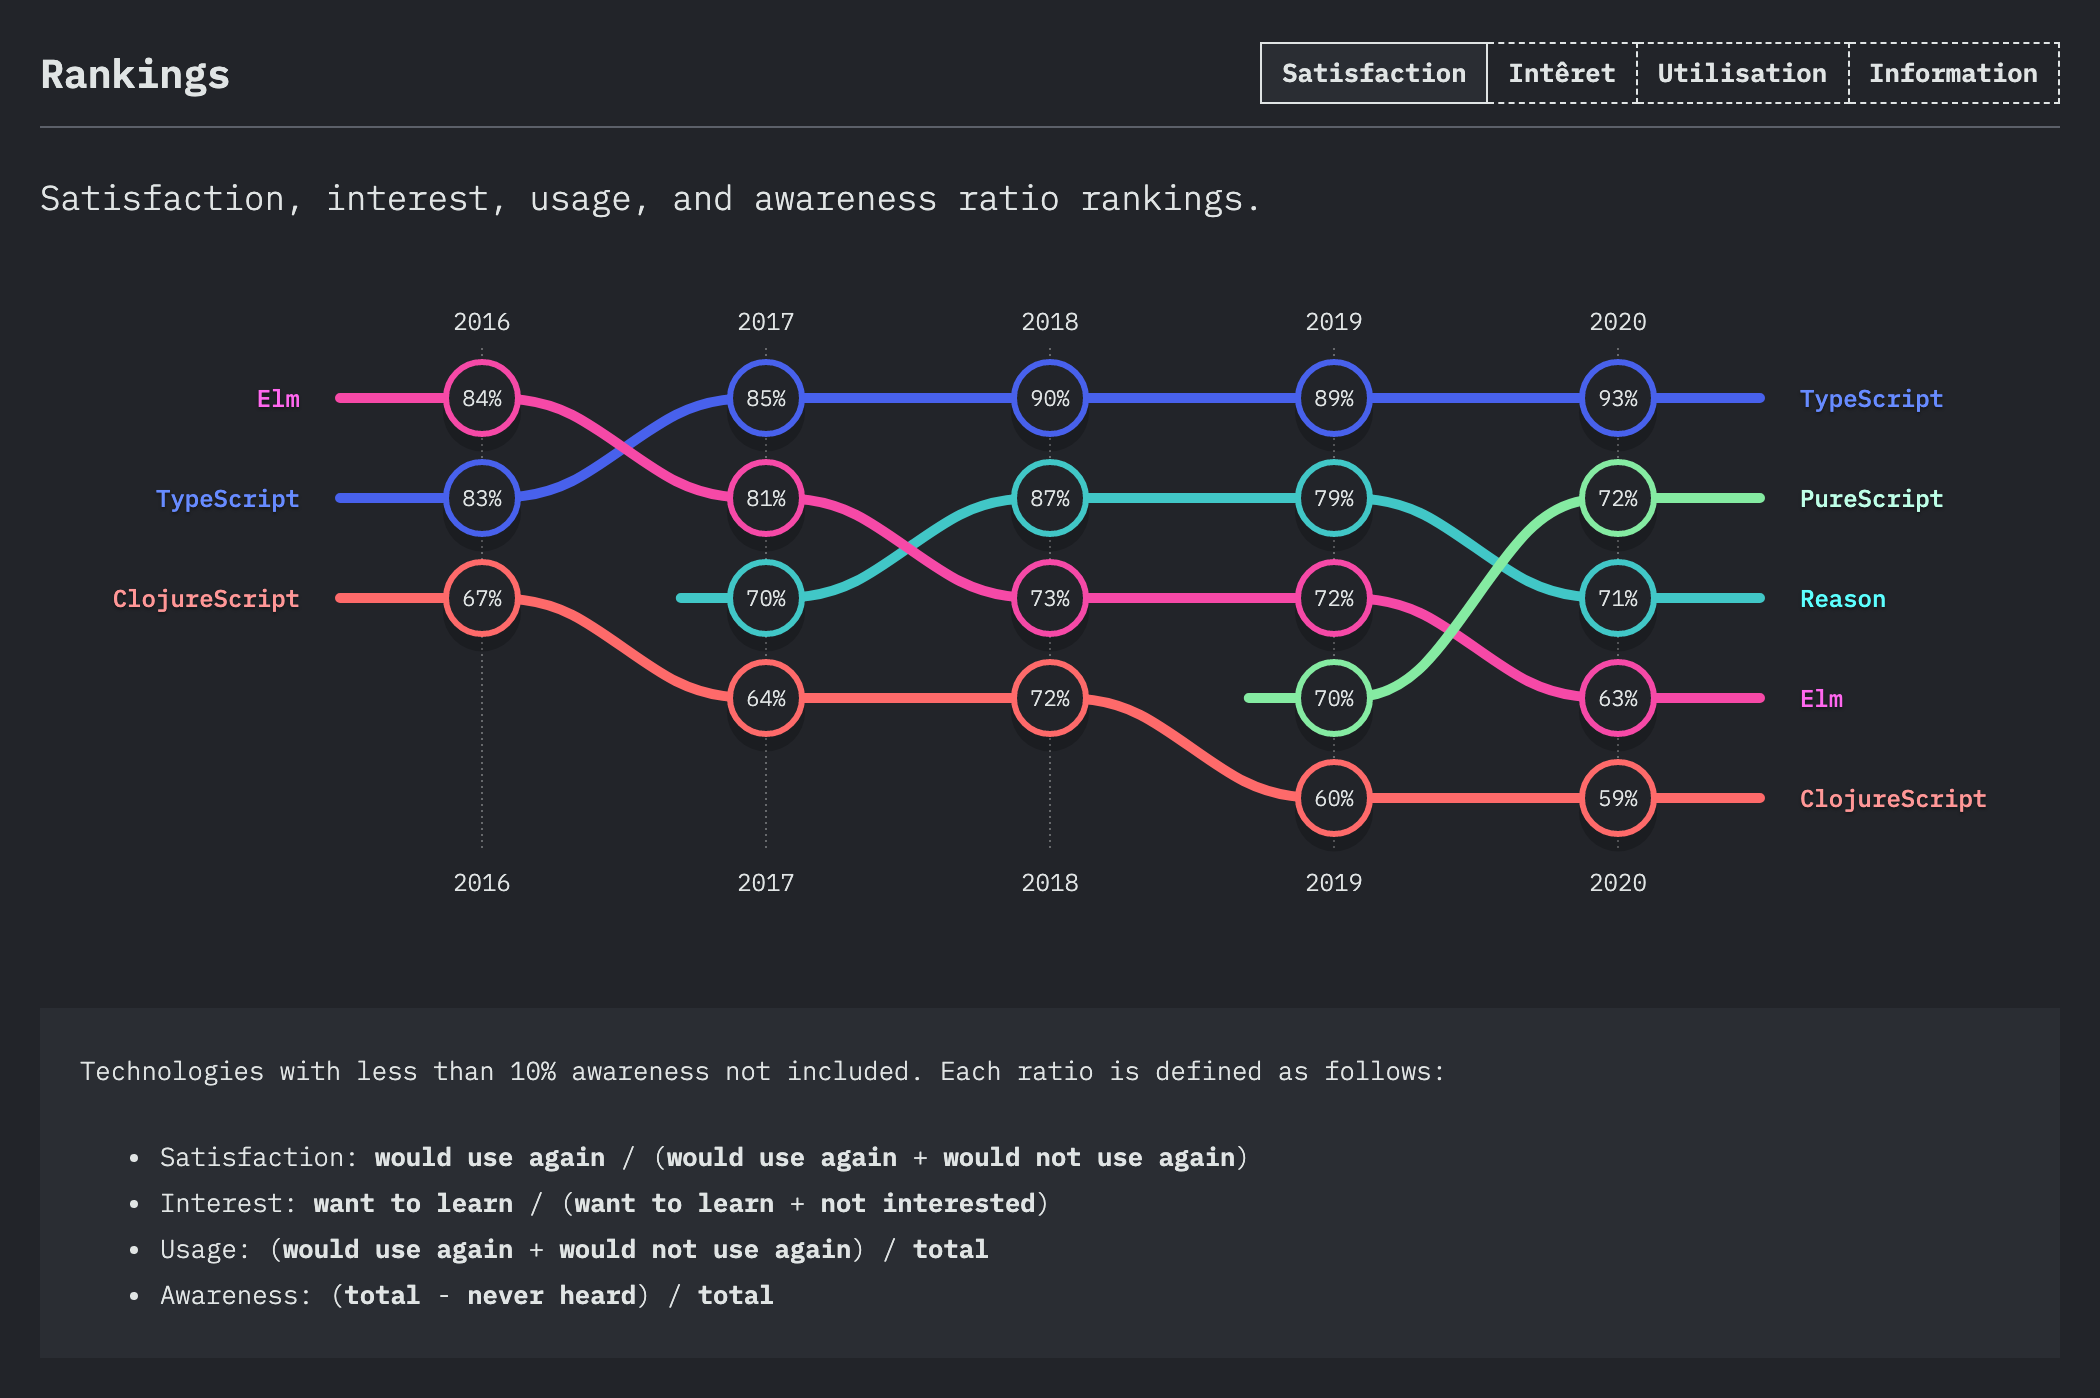 Rankings
Satisfaction Intêret Utilisation Information
Satisfaction, interest, usage, and awareness ratio rankings.
2016 2017 2018 2019 2020
Elm 84% 85% 90% 89% 93% TypeScript
TypeScript 83% 81% 87% 79% 72% PureScript
ClojureScript 67% 70% 73% 72% 71% Reason
64% 72% 70% 63% Elm
60% 59% ClojureScript
2016 2017 2018 2019 2020
Technologies with less than 10% awareness not included. Each ratio is defined as follows:
• Satisfaction: would use again / (would use again + would not use again)
• Interest: want to learn / (want to learn + not interested)
• Usage: (would use again + would not use again) / total
• Awareness: (total - never heard) / total